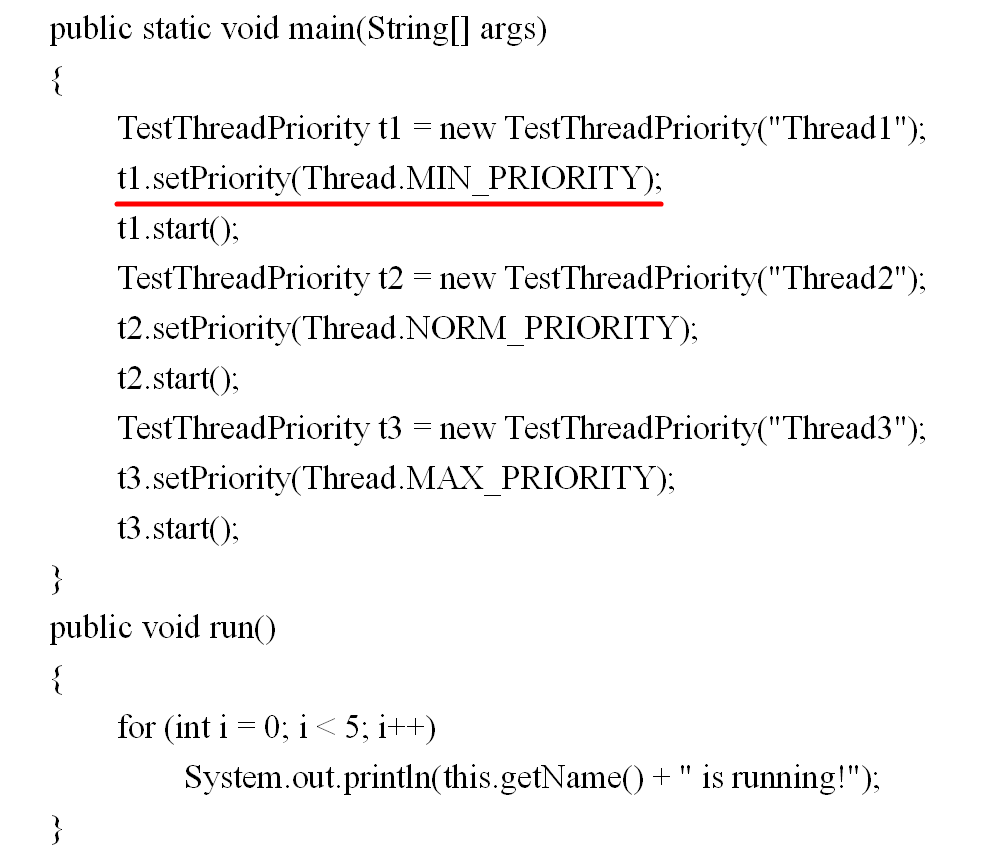 public static void main(String[] args)
{
TestThreadPriority t1 = new TestThreadPriority("Thread1");
t1.setPriority(Thread.MIN_PRIORITY);
t1.start();
TestThreadPriority t2 = new TestThreadPriority("Thread2");
t2.setPriority(Thread.NORM_PRIORITY);
t2.start();
TestThreadPriority t3 = new TestThreadPriority("Thread3");
t3.setPriority(Thread.MAX_PRIORITY);
t3.start();
}
public void run()
{
for (int i = 0; i < 5; i++)
System.out.println(this.getName() + " is running!");
}